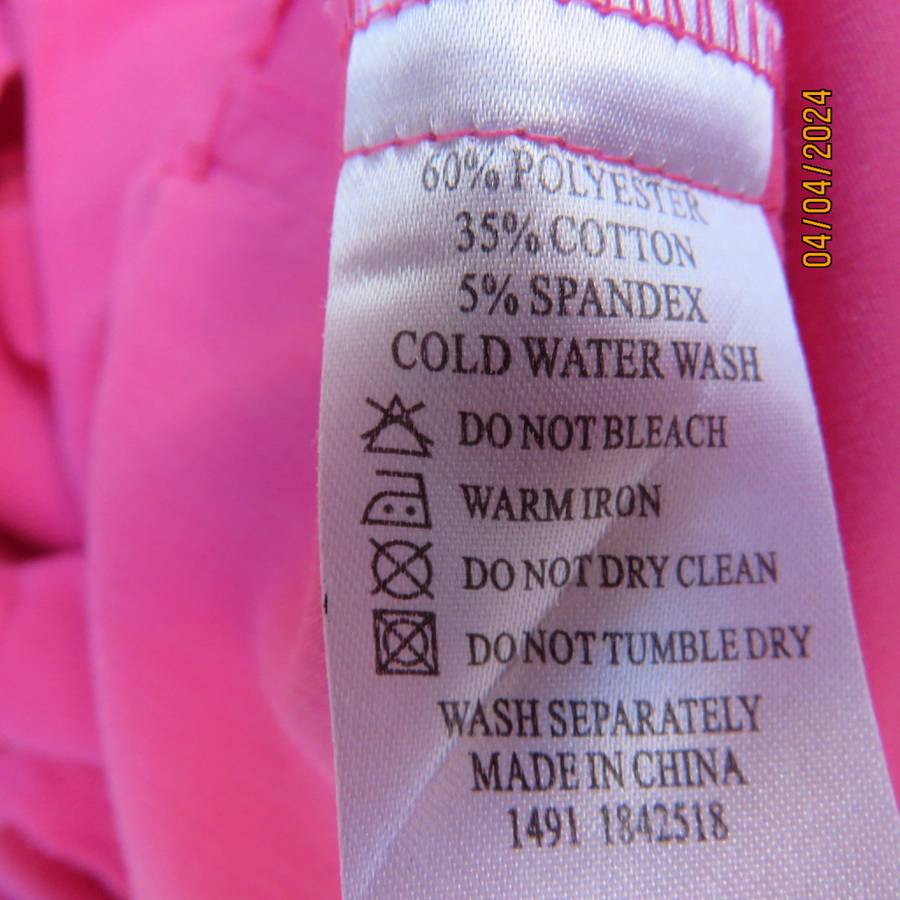 60% POLYESTER
35% COTTON
5% SPANDEX
COLD WATER WASH
DO NOT BLEACH
WARM IRON
DO NOT DRY CLEAN
DO NOT TUMBLE DRY
WASH SEPARATELY
MADE IN CHINA
1491 1842518
04/04/2024